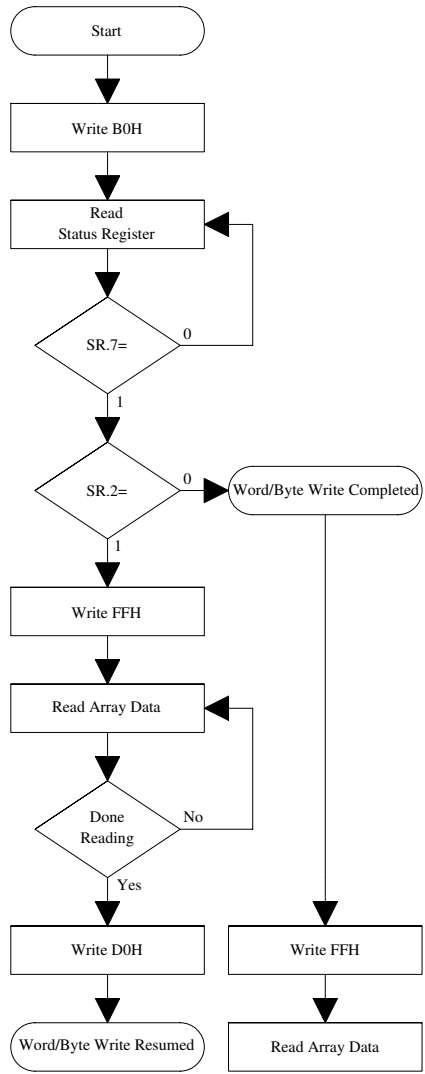 Start
Write B0H
Read
Status Register
SR.7=
0
1
SR.2=
0
Word/Byte Write Completed
1
Write FFH
Read Array Data
Done
Reading
No
Yes
Write D0H
Write FFH
Word/Byte Write Resumed
Read Array Data